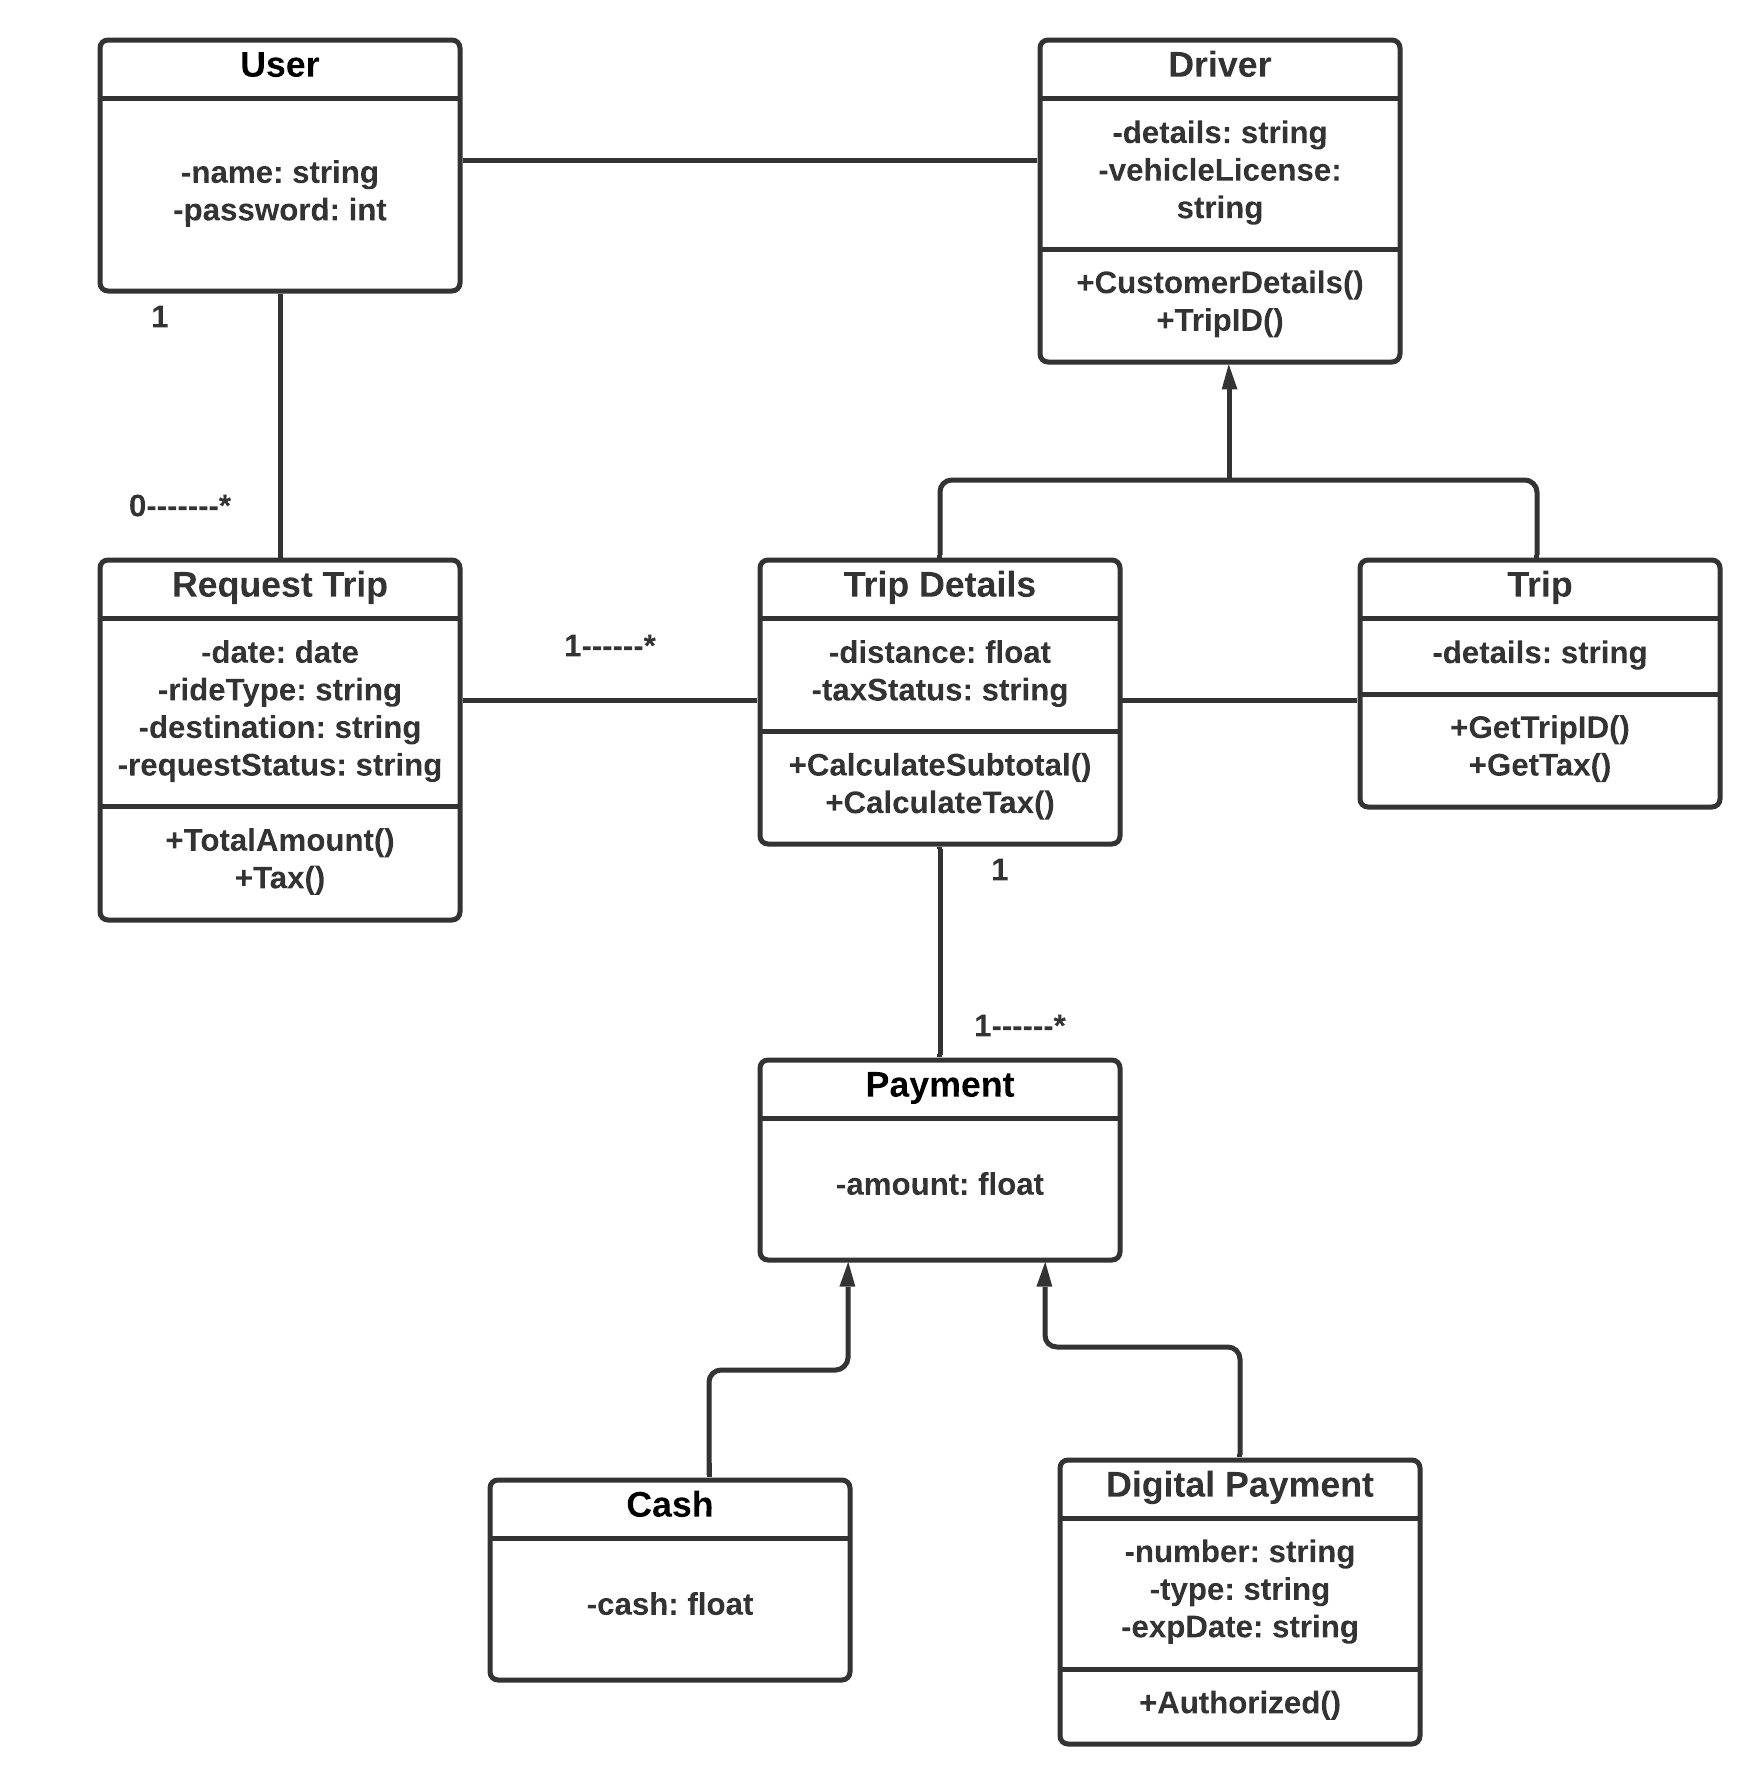 User
-name: string
-password: int
Driver
-details: string
-vehicleLicense:
string
+CustomerDetails()
+TripID()
1
0-------*
Request Trip
-date: date
-rideType: string
-destination: string
-requestStatus: string
+TotalAmount()
+Tax()
1------*
Trip Details
-distance: float
-taxStatus: string
+CalculateSubtotal()
+CalculateTax()
Trip
-details: string
+GetTripID()
+GetTax()
1
1------*
Payment
-amount: float
Cash
-cash: float
Digital Payment
-number: string
-type: string
-expDate: string
+Authorized()